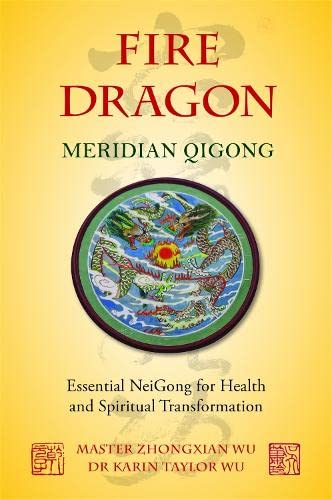 FIRE
DRAGON
MERIDIAN QIGONG
Essential NeiGong for Health
and Spiritual Transformation
MASTER ZHONGXIAN WU
DR KARIN TAYLOR WU